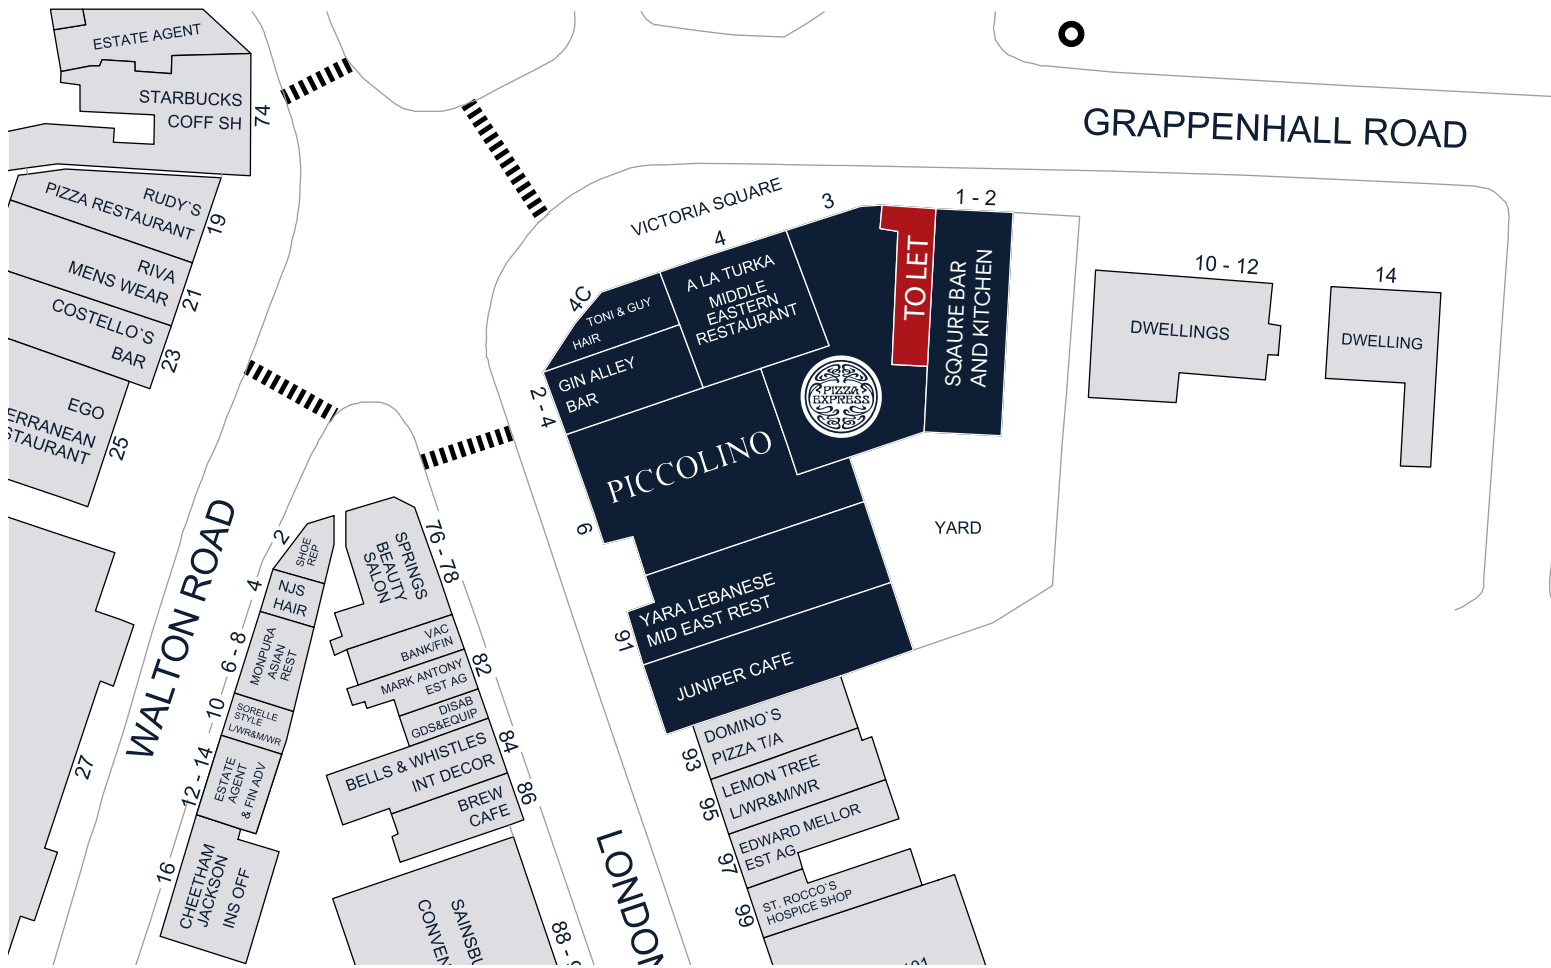 ESTATE AGENT
STARBUCKS
COFF SH
74
RUDY`S
PIZZA RESTAURANT
19
RIVA
MENS WEAR
21
COSTELLO`S
BAR
23
EGO
ERRANEAN
STAURANT
25
27
WALTON ROAD
GRAPPENHALL ROAD
VICTORIA SQUARE
4C
4
3
1 - 2
TONI & GUY
HAIR
A LA TURKA
MIDDLE
EASTERN
RESTAURANT
TO LET
SQAURE BAR
AND KITCHEN
GIN ALLEY
BAR
2 - 4
PIZZA
EXPRESS
PICCOLINO
6
YARD
YARA LEBANESE
MID EAST REST
91
JUNIPER CAFE
10 - 12
DWELLINGS
14
DWELLING
2
SHOE
REP
4
NJS
HAIR
6 - 8
MONPURA
ASIAN
REST
10
SORELLE
STYLE
L/WR&M/WR
12 - 14
ESTATE
AGENT
& FIN ADV
16
CHEETHAM
JACKSON
INS OFF
SPRINGS
BEAUTY
SALON
76 - 78
VAC
BANK/FIN
MARK ANTONY
EST AG
82
DISAB
GDS&EQUIP
BELLS & WHISTLES
INT DECOR
84
BREW
CAFE
86
SAINSBU
CONVEN
88 - 9
LONDON
DOMINO`S
PIZZA T/A
93
LEMON TREE
L/WR&M/WR
95
EDWARD MELLOR
EST AG
97
ST. ROCCO`S
HOSPICE SHOP
99